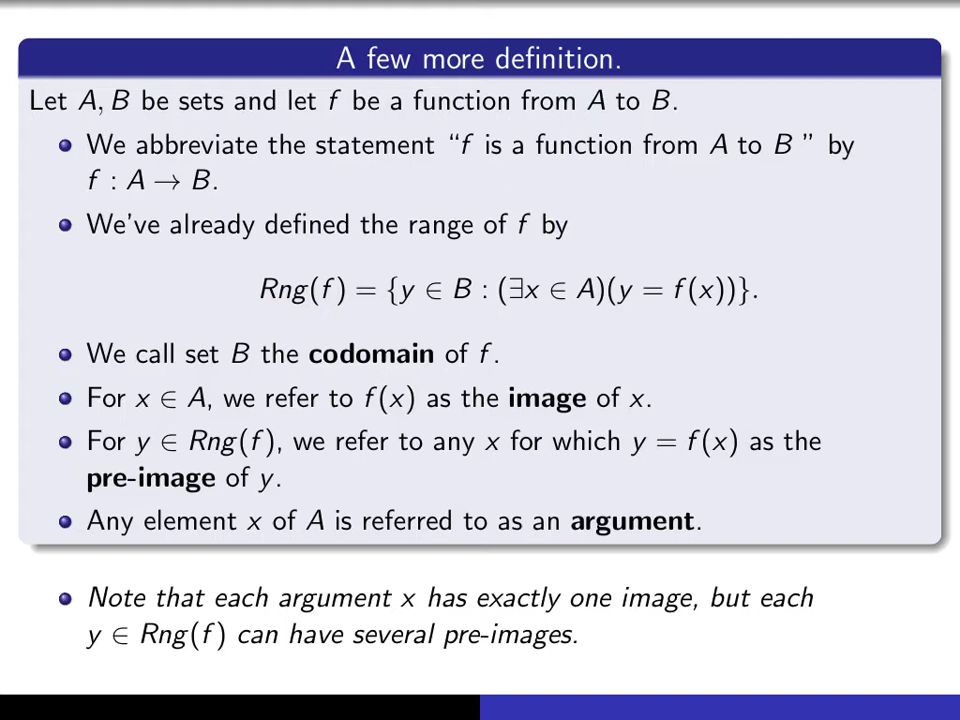 A few more definition.
Let A, B be sets and let f be a function from A to B.
We abbreviate the statement “f is a function from A to B ” by
f : A → B.
We’ve already defined the range of f by
Rng(f) = {y ∈ B : (∃x ∈ A)(y = f(x))}.
We call set B the codomain of f.
For x ∈ A, we refer to f(x) as the image of x.
For y ∈ Rng(f), we refer to any x for which y = f(x) as the
pre-image of y.
Any element x of A is referred to as an argument.
Note that each argument x has exactly one image, but each
y ∈ Rng(f) can have several pre-images.